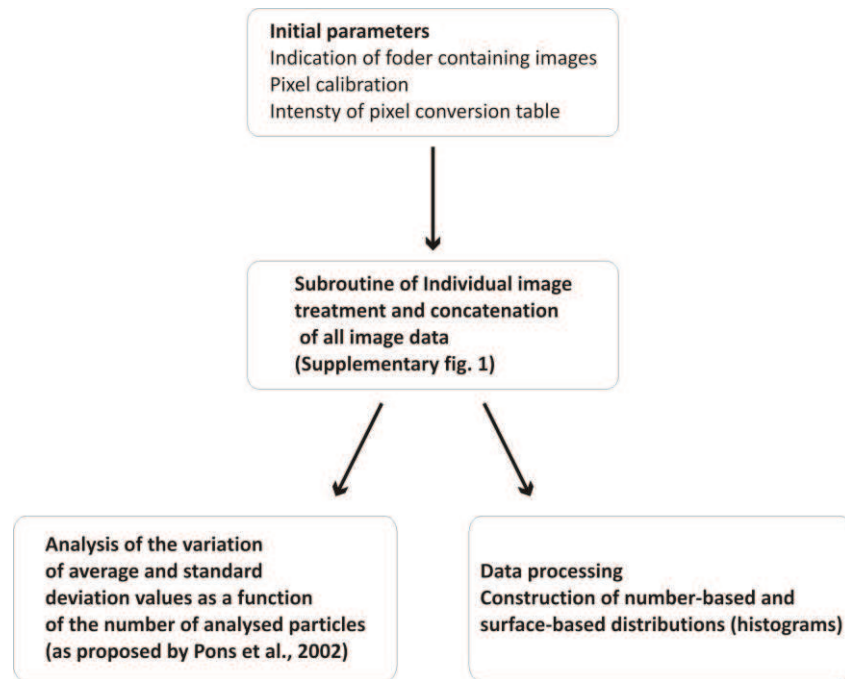 Initial parameters
Indication of foder containing images
Pixel calibration
Intensty of pixel conversion table
Subroutine of Individual image
treatment and concatenation
of all image data
(Supplementary fig. 1)
Analysis of the variation
of average and standard
deviation values as a function
of the number of analysed particles
(as proposed by Pons et al., 2002)
Data processing
Construction of number-based and
surface-based distributions (histograms)